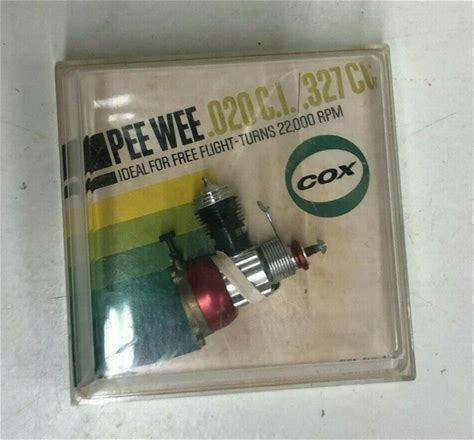 PEE WEE .020 C.I./.327 CC
IDEAL FOR FREE FLIGHT-TURNS 22,000 RPM
COX